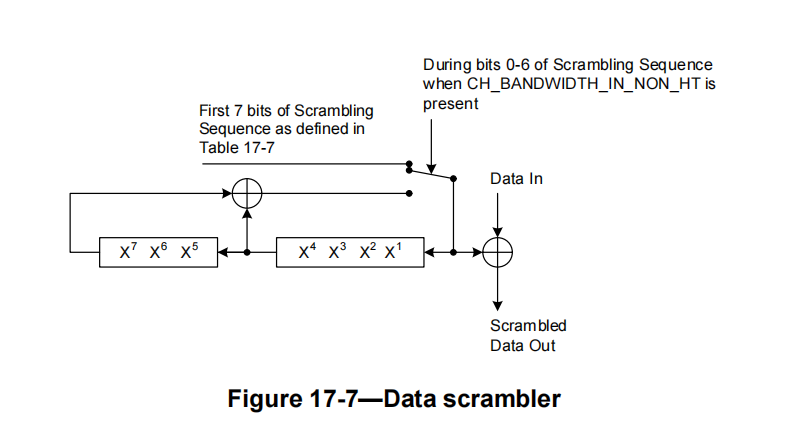 During bits 0-6 of Scrambling Sequence
when CH_BANDWIDTH_IN_NON_HT is
present
First 7 bits of Scrambling
Sequence as defined in
Table 17-7
Data In
X⁷ X⁶ X⁵
X⁴ X³ X² X¹
Scrambled
Data Out
Figure 17-7—Data scrambler